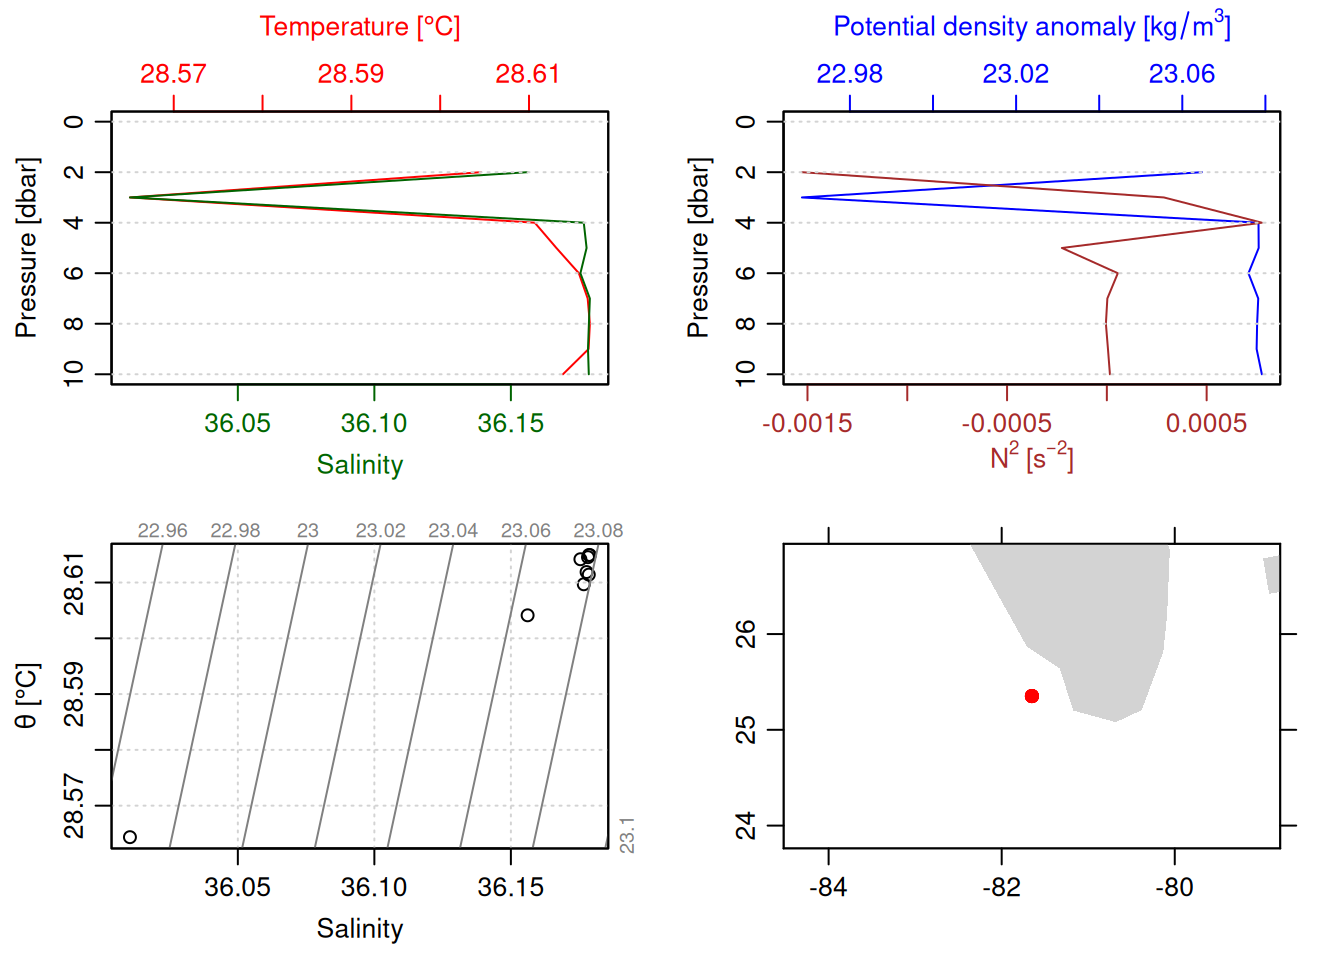 Temperature [°C]
28.57 28.59 28.61
Pressure [dbar]
0
2
4
6
8
10
36.05 36.10 36.15
Salinity
Potential density anomaly [kg/m³]
22.98 23.02 23.06
Pressure [dbar]
0
2
4
6
8
10
-0.0015 -0.0005 0.0005
N² [s⁻²]
22.96 22.98 23 23.02 23.04 23.06 23.08
θ [°C]
28.61
28.59
28.57
23.1
36.05 36.10 36.15
Salinity
26
25
24
-84 -82 -80